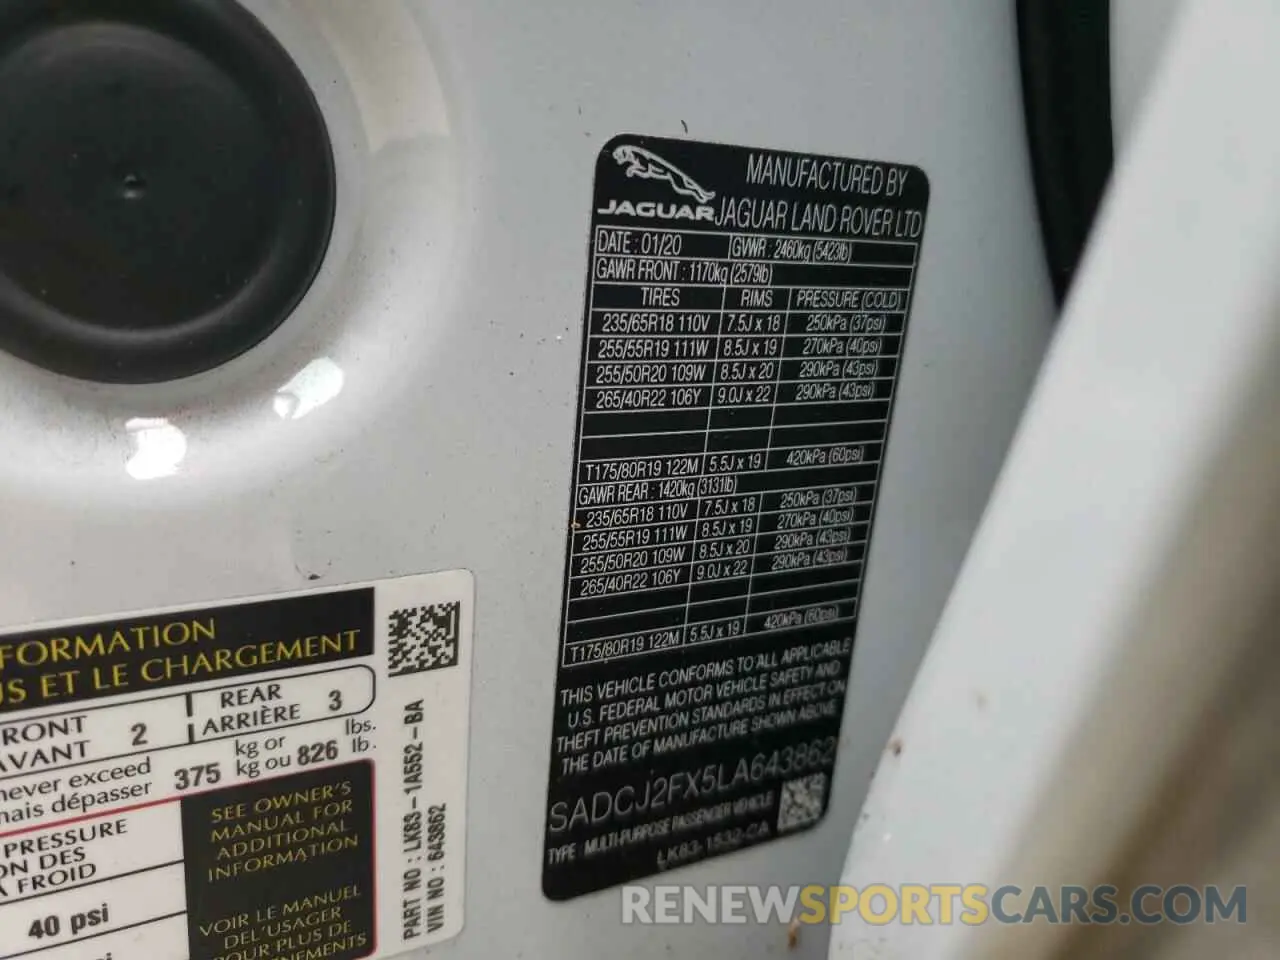 JAGUAR
MANUFACTURED BY
JAGUAR LAND ROVER LTD
DATE : 01/20 GVWR : 2460kg (5423lb)
GAWR FRONT : 1170kg (2579lb)
TIRES RIMS PRESSURE (COLD)
235/65R18 110V 7.5J x 18 250kPa (37psi)
255/55R19 111W 8.5J x 19 270kPa (40psi)
255/50R20 109W 8.5J x 20 290kPa (43psi)
265/40R22 106Y 9.0J x 22 290kPa (43psi)
T175/80R19 122M 5.5J x 19 420kPa (60psi)
GAWR REAR : 1420kg (3131lb)
235/65R18 110V 7.5J x 18 250kPa (37psi)
255/55R19 111W 8.5J x 19 270kPa (40psi)
255/50R20 109W 8.5J x 20 290kPa (43psi)
265/40R22 106Y 9.0J x 22 290kPa (43psi)
T175/80R19 122M 5.5J x 19 420kPa (60psi)
THIS VEHICLE CONFORMS TO ALL APPLICABLE
U.S. FEDERAL MOTOR VEHICLE SAFETY AND
THEFT PREVENTION STANDARDS IN EFFECT ON
THE DATE OF MANUFACTURE SHOWN ABOVE
SADCJ2FX5LA643862
TYPE : MULTI-PURPOSE PASSENGER VEHICLE
LK83-1532-CA
FORMATION
US ET LE CHARGEMENT
RONT
AVANT 2
REAR
ARRIÈRE 3
never exceed
mais dépasser 375 kg or
kg ou 826 lbs.
lb.
PRESSURE
ON DES
À FROID
40 psi
SEE OWNER'S
MANUAL FOR
ADDITIONAL
INFORMATION
VOIR LE MANUEL
DEL'USAGER
POUR PLUS DE
NEMENTS
PART NO : LK83-1A552-BA
VIN NO : 643862
RENEWSPORTSCARS.COM